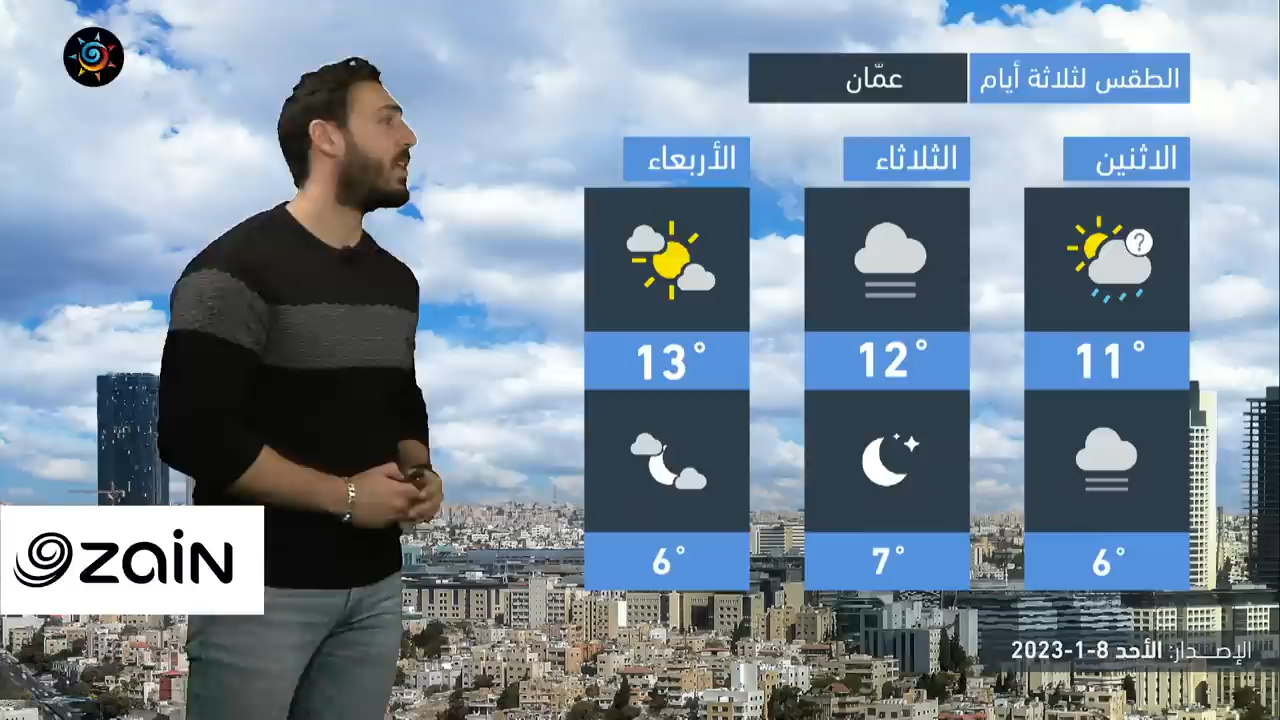 الطقس لثلاثة أيام
عمّان
الاثنين
الثلاثاء
الأربعاء
?
11°
12°
13°
6°
7°
6°
الإصـدار: الأحد 8-1-2023
zain